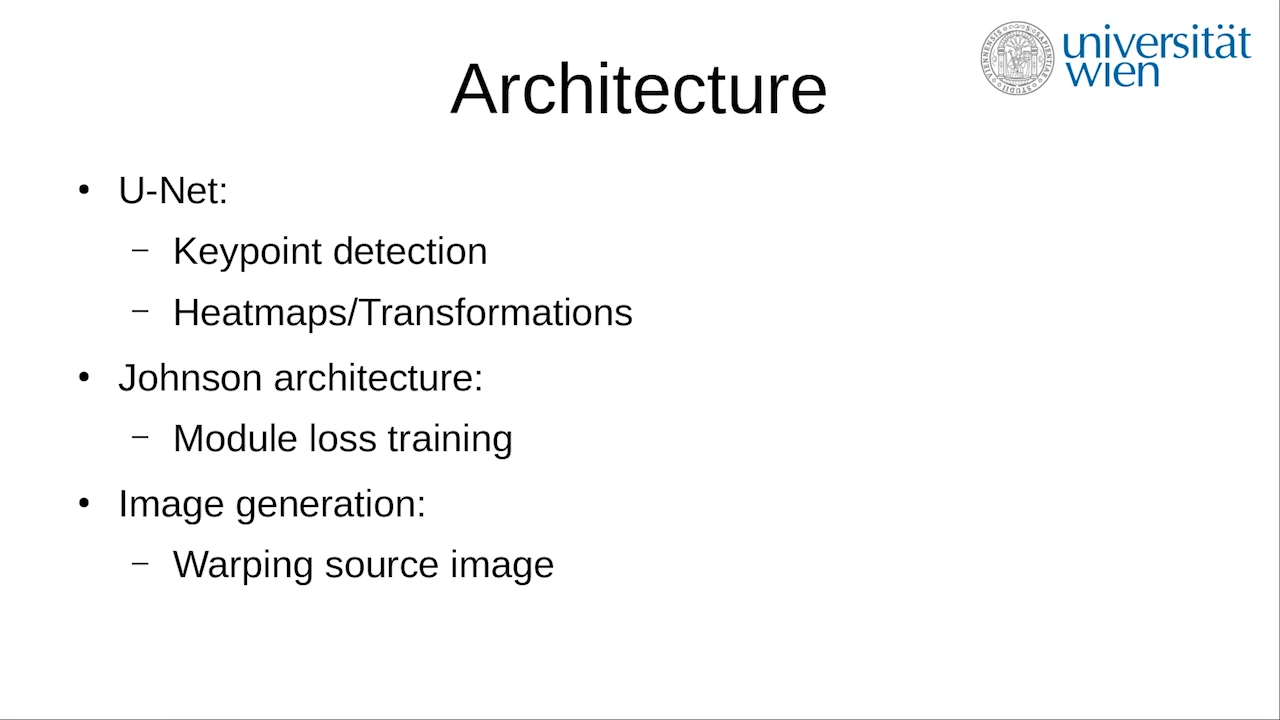 universität
wien
Architecture
• U-Net:
– Keypoint detection
– Heatmaps/Transformations
• Johnson architecture:
– Module loss training
• Image generation:
– Warping source image